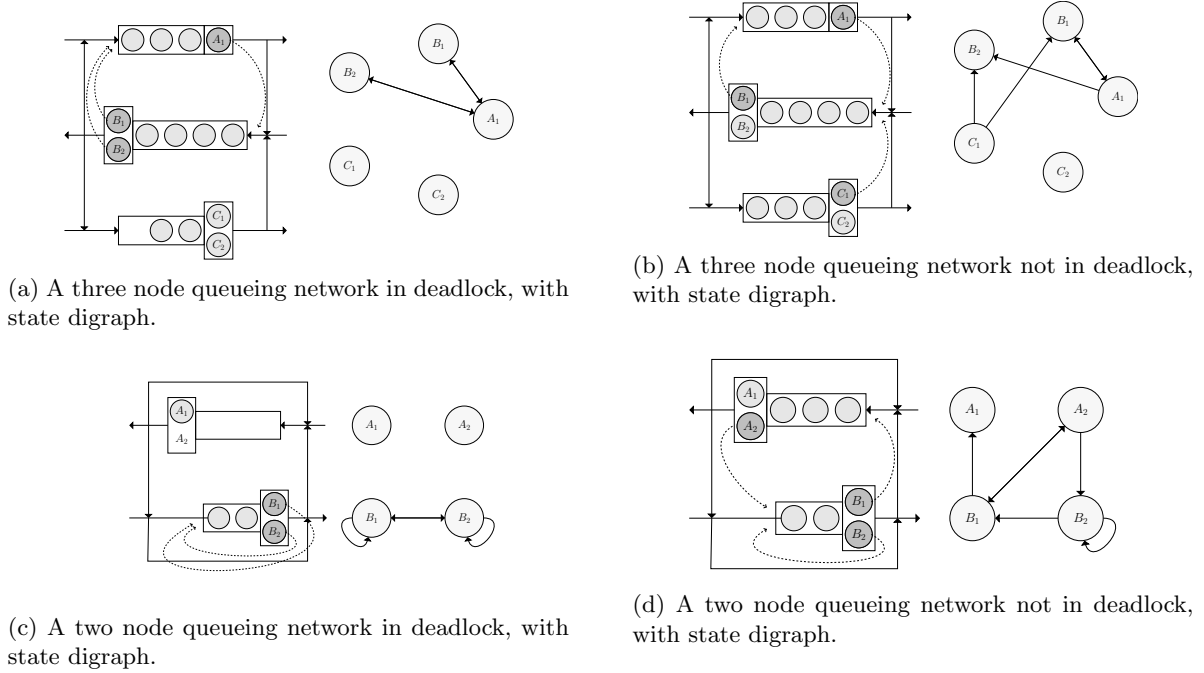 A₁
B₁
B₂
C₁
C₂
B₁
B₂
A₁
C₁
C₂
(a) A three node queueing network in deadlock, with
state digraph.
A₁
B₁
B₂
C₁
C₂
B₁
B₂
A₁
C₁
C₂
(b) A three node queueing network not in deadlock,
with state digraph.
A₁
A₂
B₁
B₂
A₁
A₂
B₁
B₂
(c) A two node queueing network in deadlock, with
state digraph.
A₁
A₂
B₁
B₂
A₁
A₂
B₁
B₂
(d) A two node queueing network not in deadlock,
with state digraph.